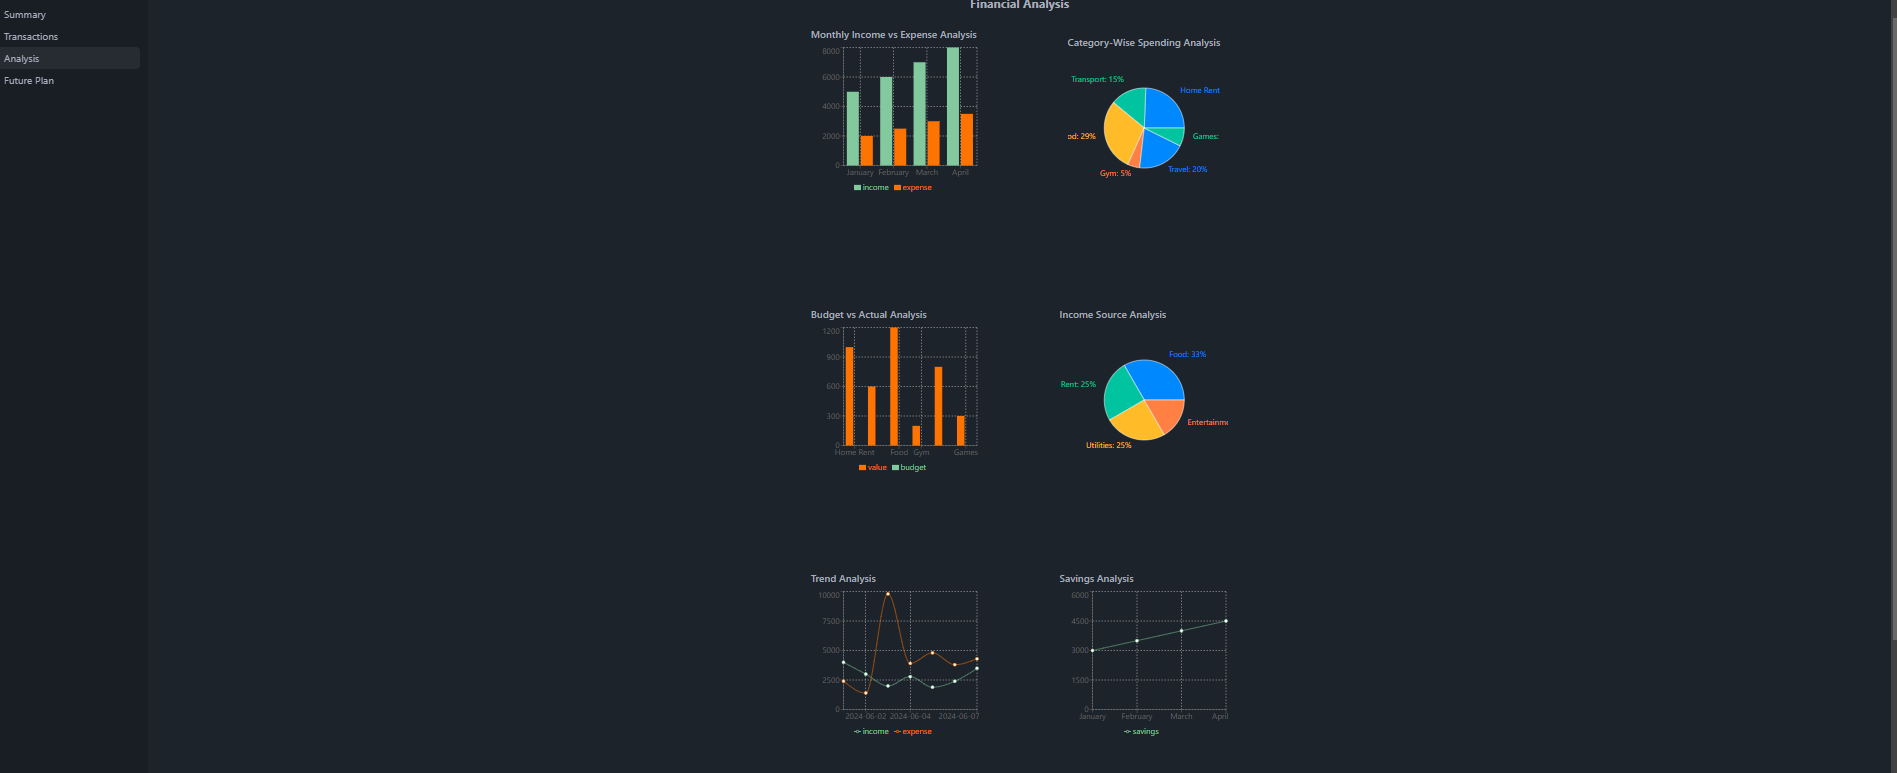 Summary
Transactions
Analysis
Future Plan
Financial Analysis
Monthly Income vs Expense Analysis
8000
6000
4000
2000
0
January February March April
income expense
Category-Wise Spending Analysis
Transport: 15%
Home Rent
od: 29%
Games:
Gym: 5%
Travel: 20%
Budget vs Actual Analysis
1200
900
600
300
0
Home Rent Food Gym Games
value budget
Income Source Analysis
Food: 33%
Rent: 25%
Entertainme
Utilities: 25%
Trend Analysis
10000
7500
5000
2500
0
2024-06-02 2024-06-04 2024-06-07
income expense
Savings Analysis
6000
4500
3000
1500
0
January February March April
savings